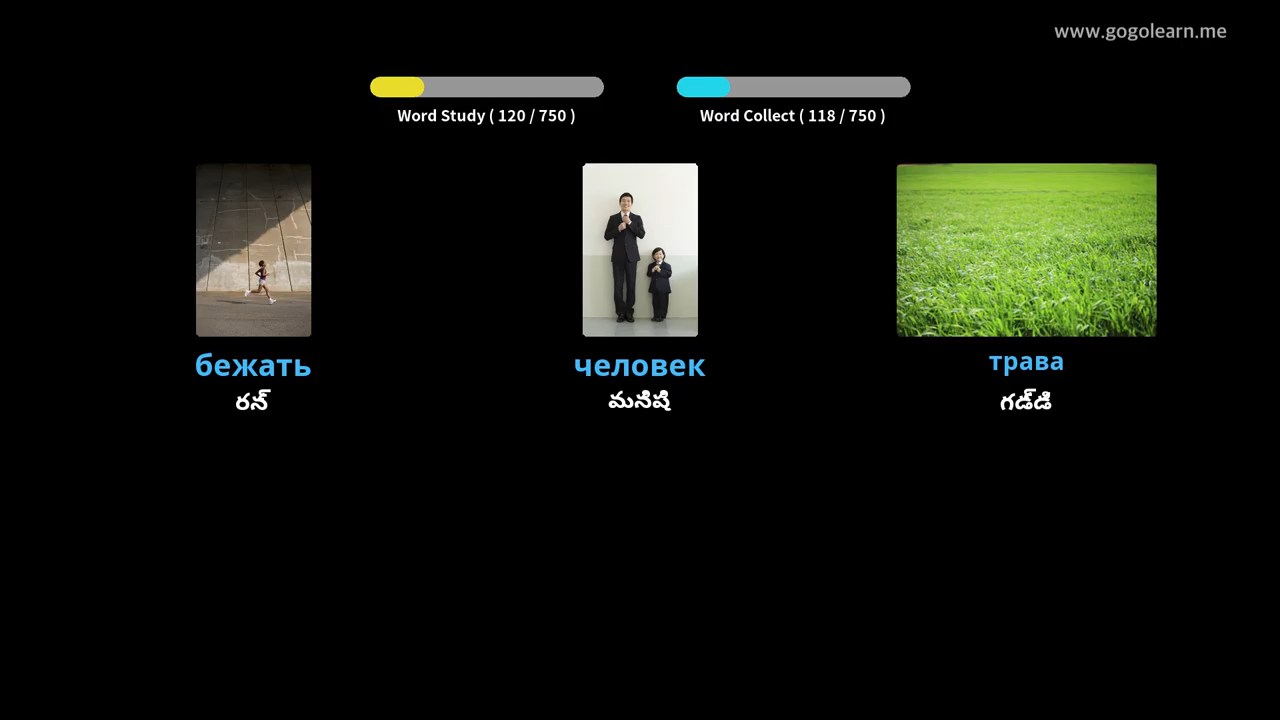 www.gogolearn.me
Word Study ( 120 / 750 )
Word Collect ( 118 / 750 )
бежать
రన్
человек
మనిషి
трава
గడ్డి